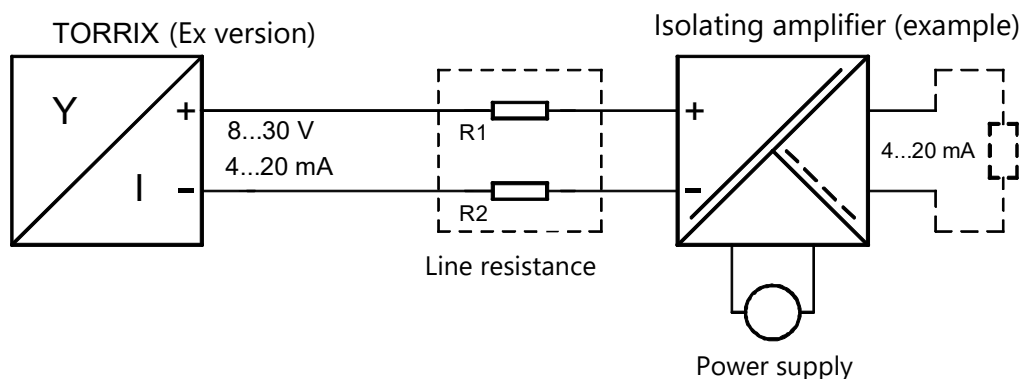 TORRIX (Ex version)
Isolating amplifier (example)
Y
I
+
-
8...30 V
4...20 mA
R1
R2
Line resistance
+
-
4...20 mA
Power supply